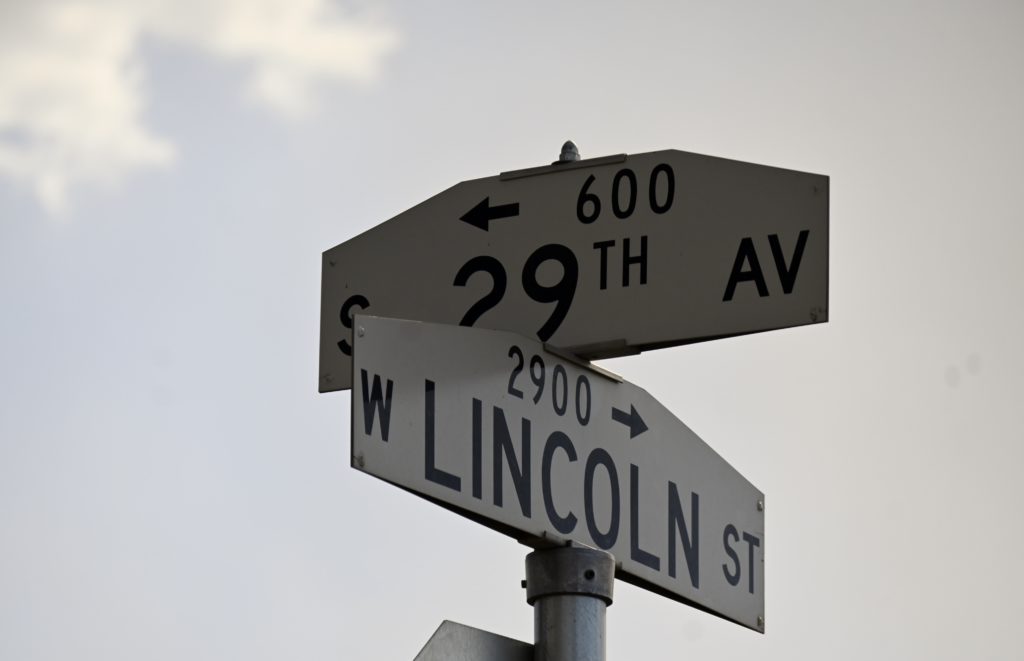 ← 600
S 29TH AV
2900 →
W LINCOLN ST